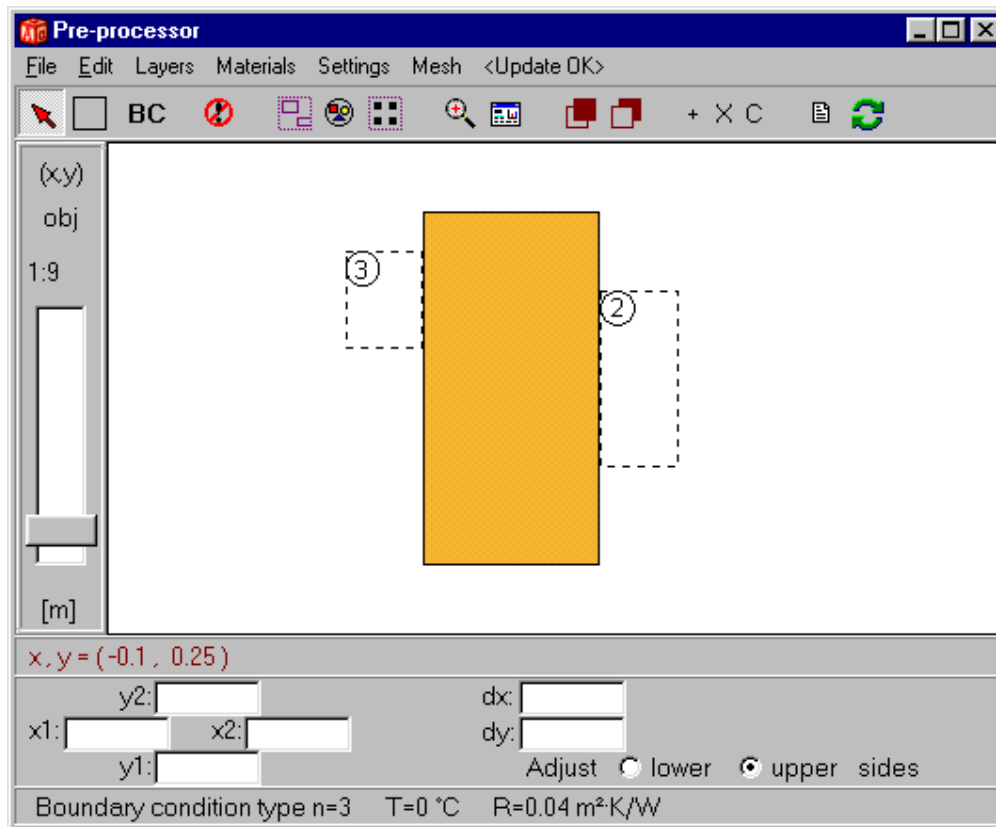 Pre-processor
File Edit Layers Materials Settings Mesh <Update OK>
BC + X C
(x,y)
obj
1:9
3
2
[m]
x, y = (-0.1 , 0.25 )
y2: dx:
x1: x2: dy:
y1: Adjust lower upper sides
Boundary condition type n=3 T=0 °C R=0.04 m²·K/W